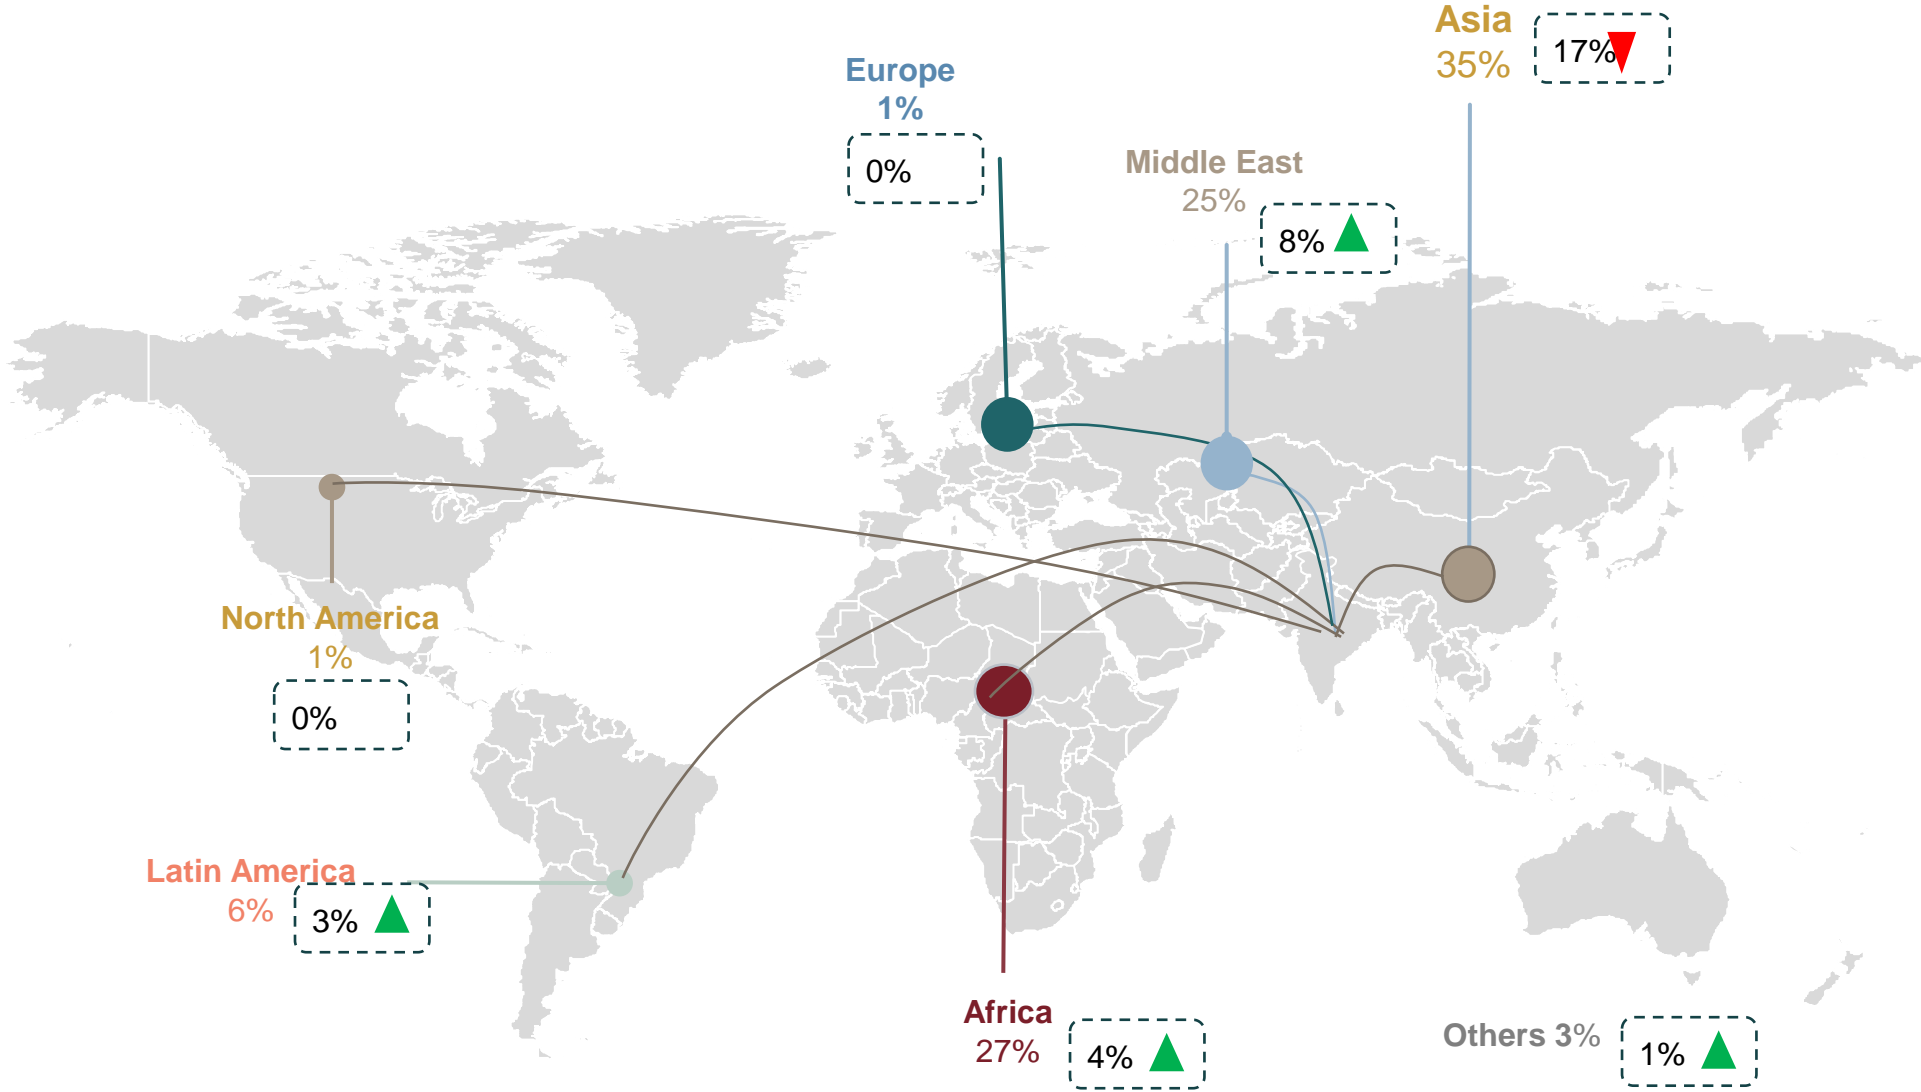 Asia
35%
17%
Europe
1%
0%
Middle East
25%
8%
North America
1%
0%
Latin America
6%
3%
Africa
27%
4%
Others 3%
1%